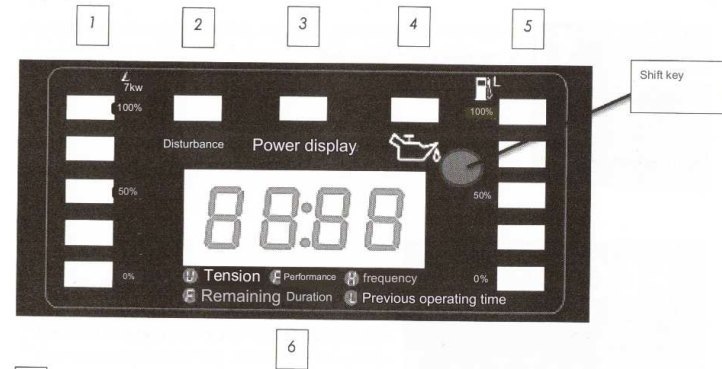 1 2 3 4 5
Shift key
7kw
L
100% 100%
Disturbance Power display
50% 50%
88:88
0% 0%
U Tension Performance H frequency
Remaining Duration L Previous operating time
6